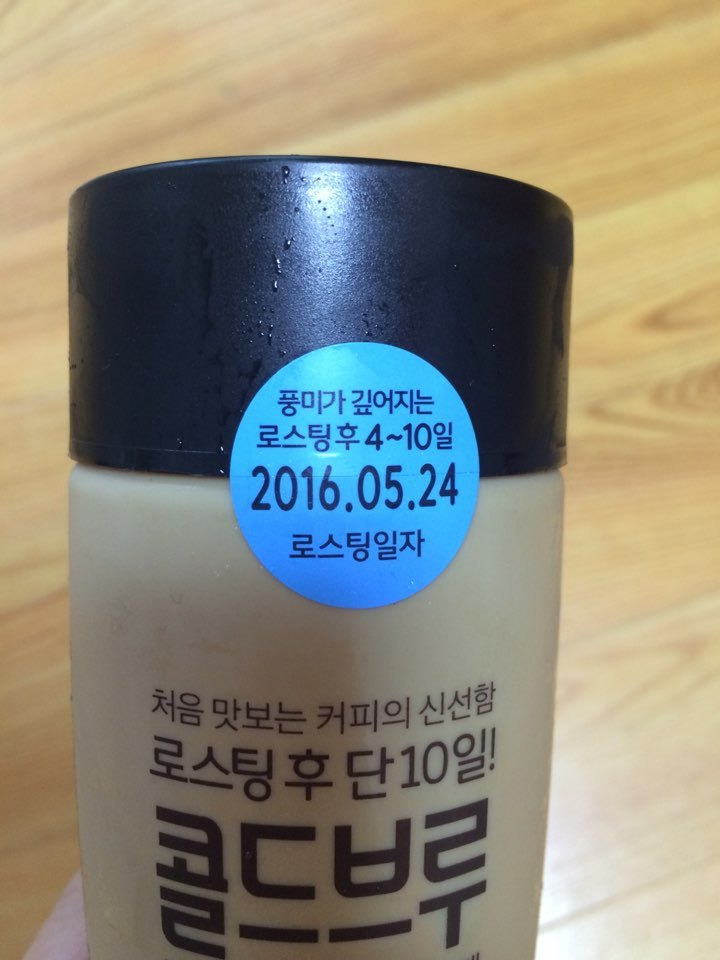 풍미가 깊어지는
로스팅 후 4~10일
2016.05.24
로스팅일자
처음 맛보는 커피의 신선함
로스팅 후 단 10일!
콜드브루